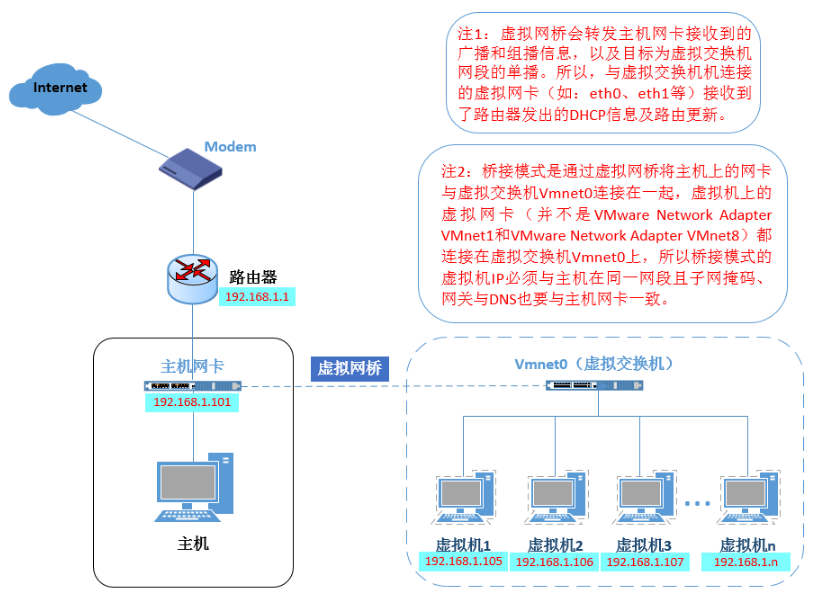 注1：虚拟网桥会转发主机网卡接收到的
广播和组播信息，以及目标为虚拟交换机
网段的单播。所以，与虚拟交换机机连接
的虚拟网卡（如：eth0、eth1等）接收到
了路由器发出的DHCP信息及路由更新。
Internet
Modem
注2：桥接模式是通过虚拟网桥将主机上的网卡
与虚拟交换机Vmnet0连接在一起，虚拟机上的
虚拟网卡（并不是VMware Network Adapter
VMnet1和VMware Network Adapter VMnet8）都
连接在虚拟交换机Vmnet0上，所以桥接模式的
虚拟机IP必须与主机在同一网段且子网掩码、
网关与DNS也要与主机网卡一致。
路由器
192.168.1.1
主机网卡
192.168.1.101
虚拟网桥
Vmnet0（虚拟交换机）
主机
虚拟机1
192.168.1.105
虚拟机2
192.168.1.106
虚拟机3
192.168.1.107
...
虚拟机n
192.168.1.n